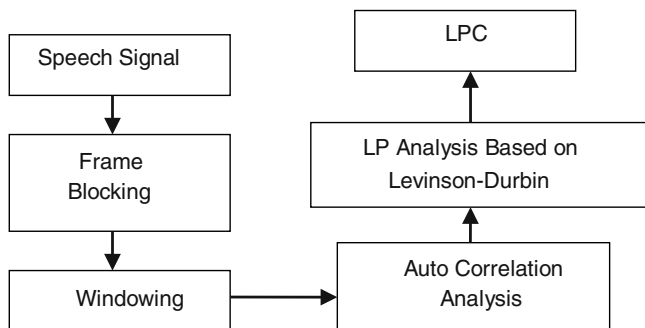 Speech Signal
Frame
Blocking
Windowing
Auto Correlation
Analysis
LP Analysis Based on
Levinson-Durbin
LPC